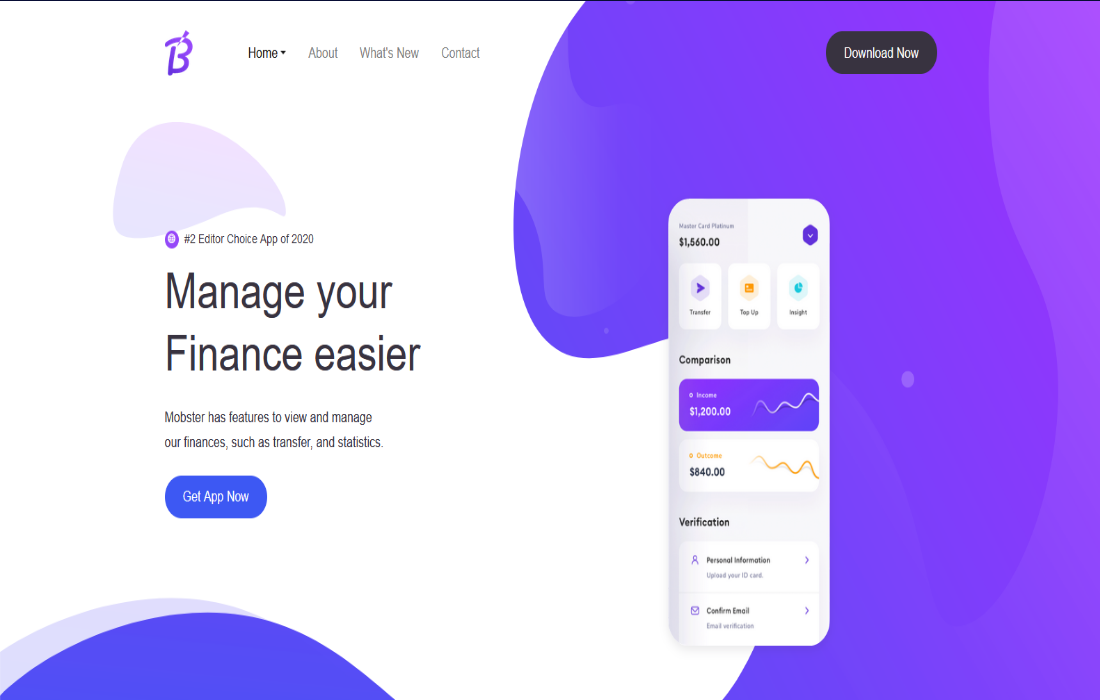 B
Home
About
What's New
Contact
Download Now
#2 Editor Choice App of 2020
Manage your
Finance easier
Mobster has features to view and manage
our finances, such as transfer, and statistics.
Get App Now
Master Card Platinum
$1,560.00
Transfer
Top Up
Insight
Comparison
Income
$1,200.00
Outcome
$840.00
Verification
Personal Information
Upload your ID card.
Confirm Email
Email verification